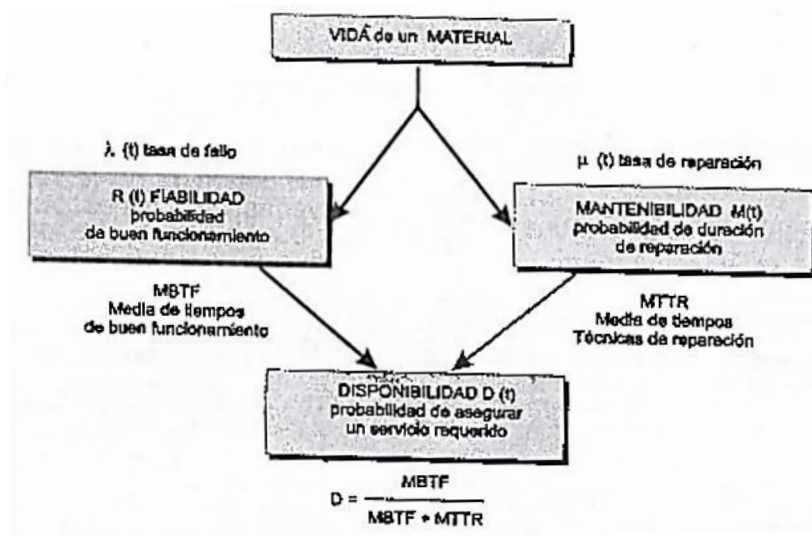 VIDA de un MATERIAL
λ (t) tasa de fallo
R (t) FIABILIDAD
probabilidad
de buen funcionamiento
MBTF
Media de tiempos
de buen funcionamiento
μ (t) tasa de reparación
MANTENIBILIDAD M(t)
probabilidad de duración
de reparación
MTTR
Media de tiempos
Técnicas de reparación
DISPONIBILIDAD D (t)
probabilidad de asegurar
un servicio requerido
MBTF
D =
MBTF + MTTR